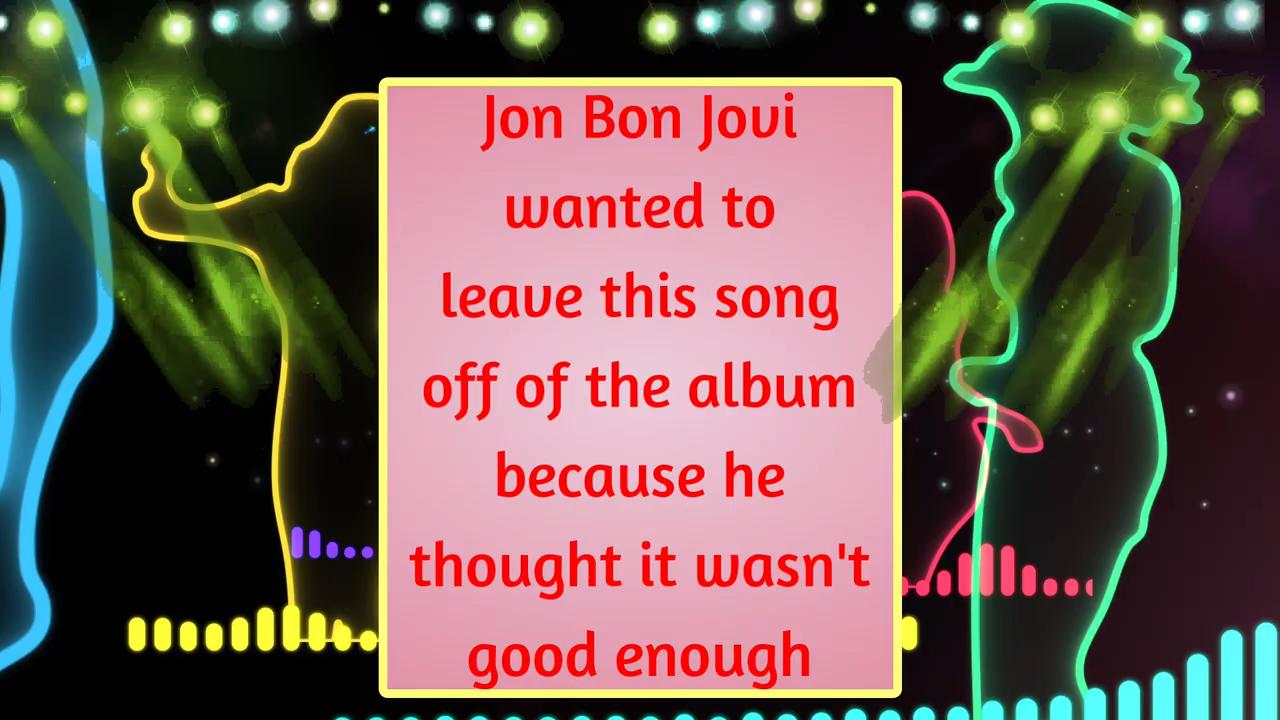 Jon Bon Jovi
wanted to
leave this song
off of the album
because he
thought it wasn't
good enough